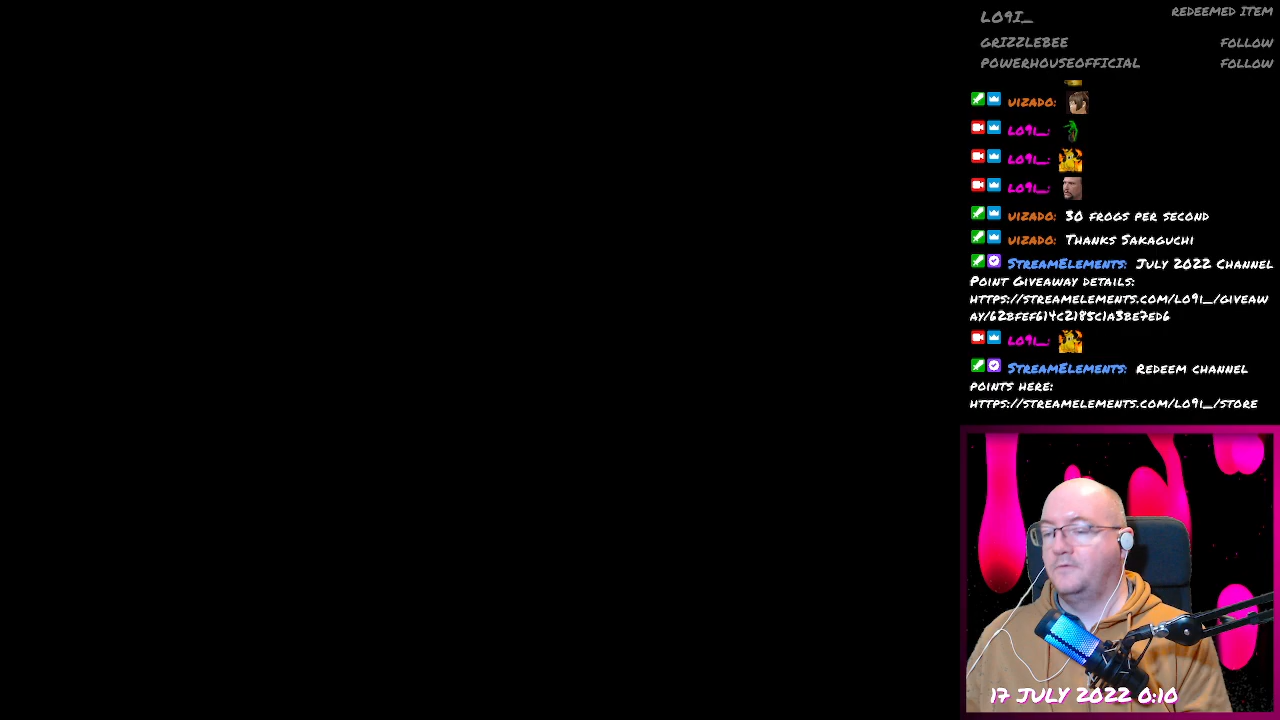 LO9I_ REDEEMED ITEM
GRIZZLEBEE FOLLOW
POWERHOUSEOFFICIAL FOLLOW
VIZADO:
LO9I_:
LO9I_:
LO9I_:
VIZADO: 30 FROGS PER SECOND
VIZADO: THANKS SAKAGUCHI
STREAMELEMENTS: JULY 2022 CHANNEL
POINT GIVEAWAY DETAILS:
HTTPS://STREAMELEMENTS.COM/LO9I_/GIVEAW
AY/62BFEF614C2185C1A3BE7ED6
LO9I_:
STREAMELEMENTS: REDEEM CHANNEL
POINTS HERE:
HTTPS://STREAMELEMENTS.COM/LO9I_/STORE
17 JULY 2022 0:10